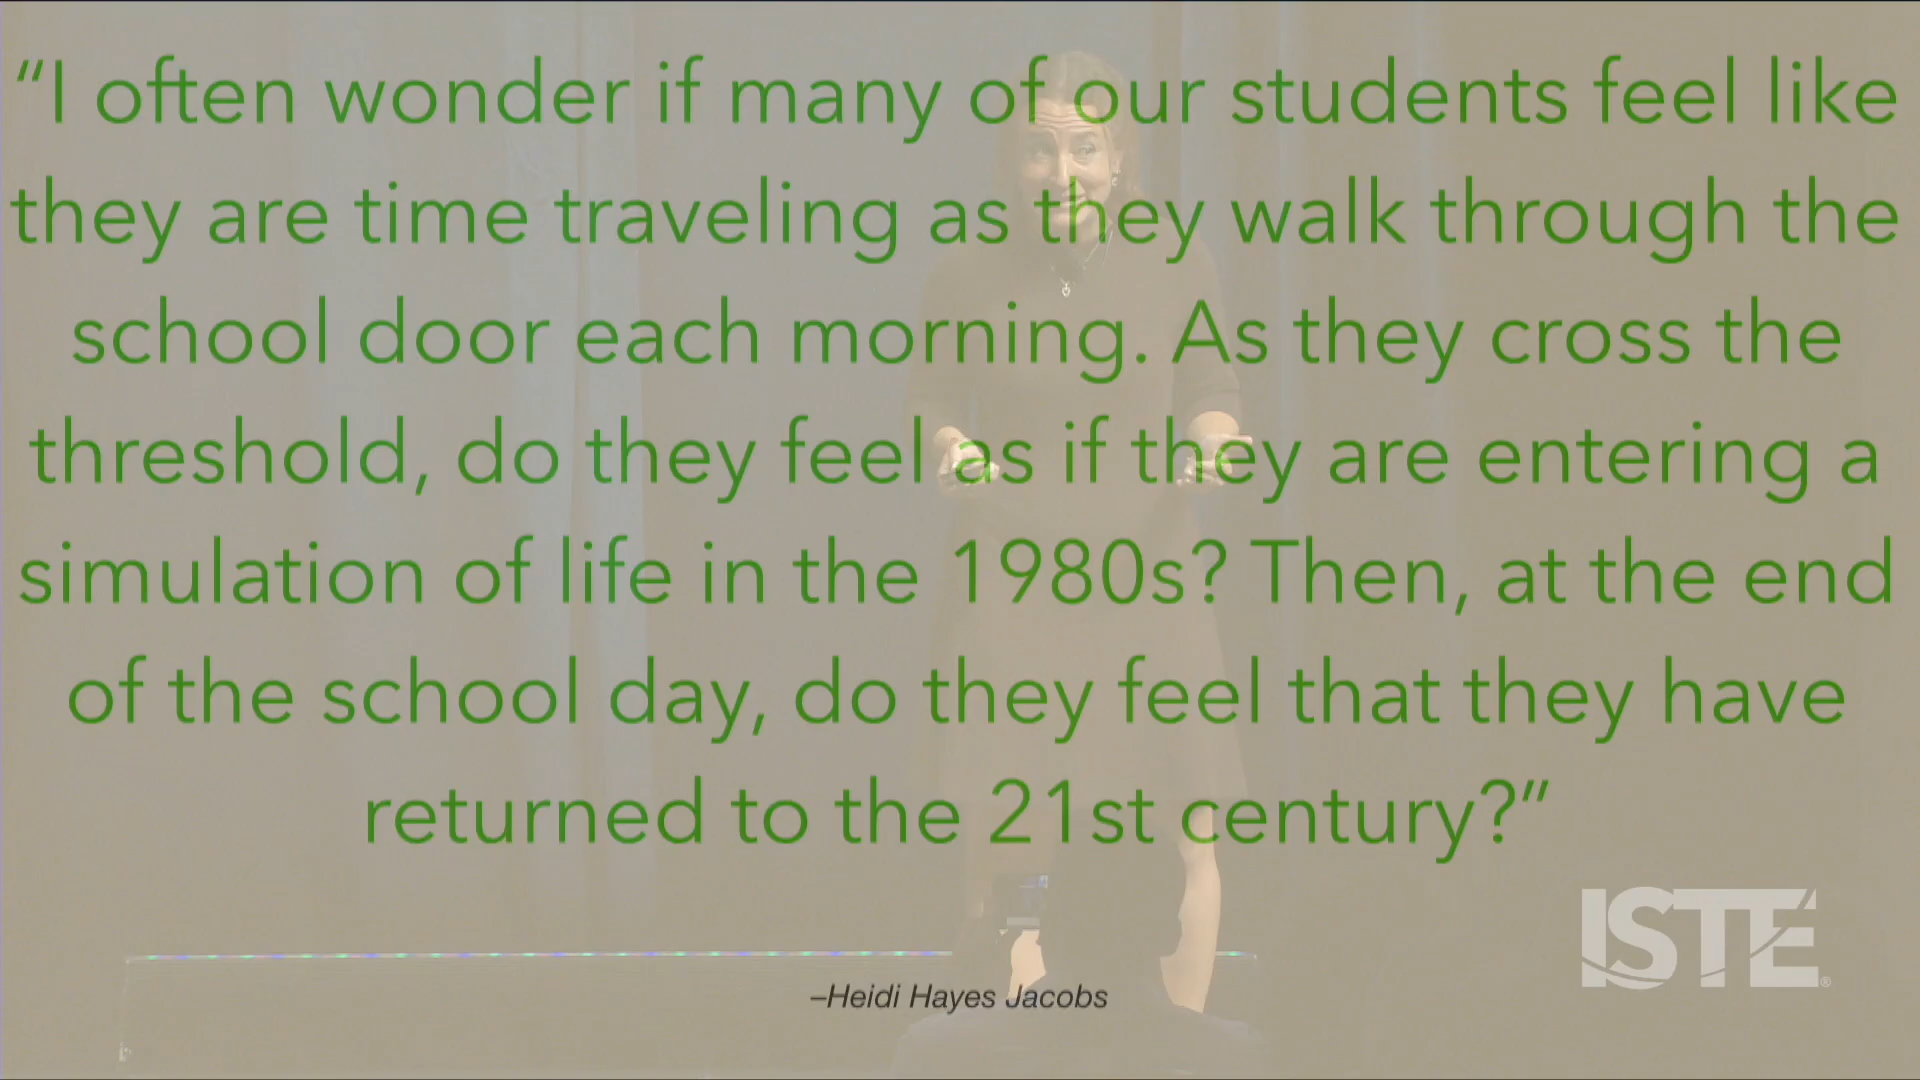 “I often wonder if many of our students feel like
they are time traveling as they walk through the
school door each morning. As they cross the
threshold, do they feel as if they are entering a
simulation of life in the 1980s? Then, at the end
of the school day, do they feel that they have
returned to the 21st century?”
ISTE®
–Heidi Hayes Jacobs